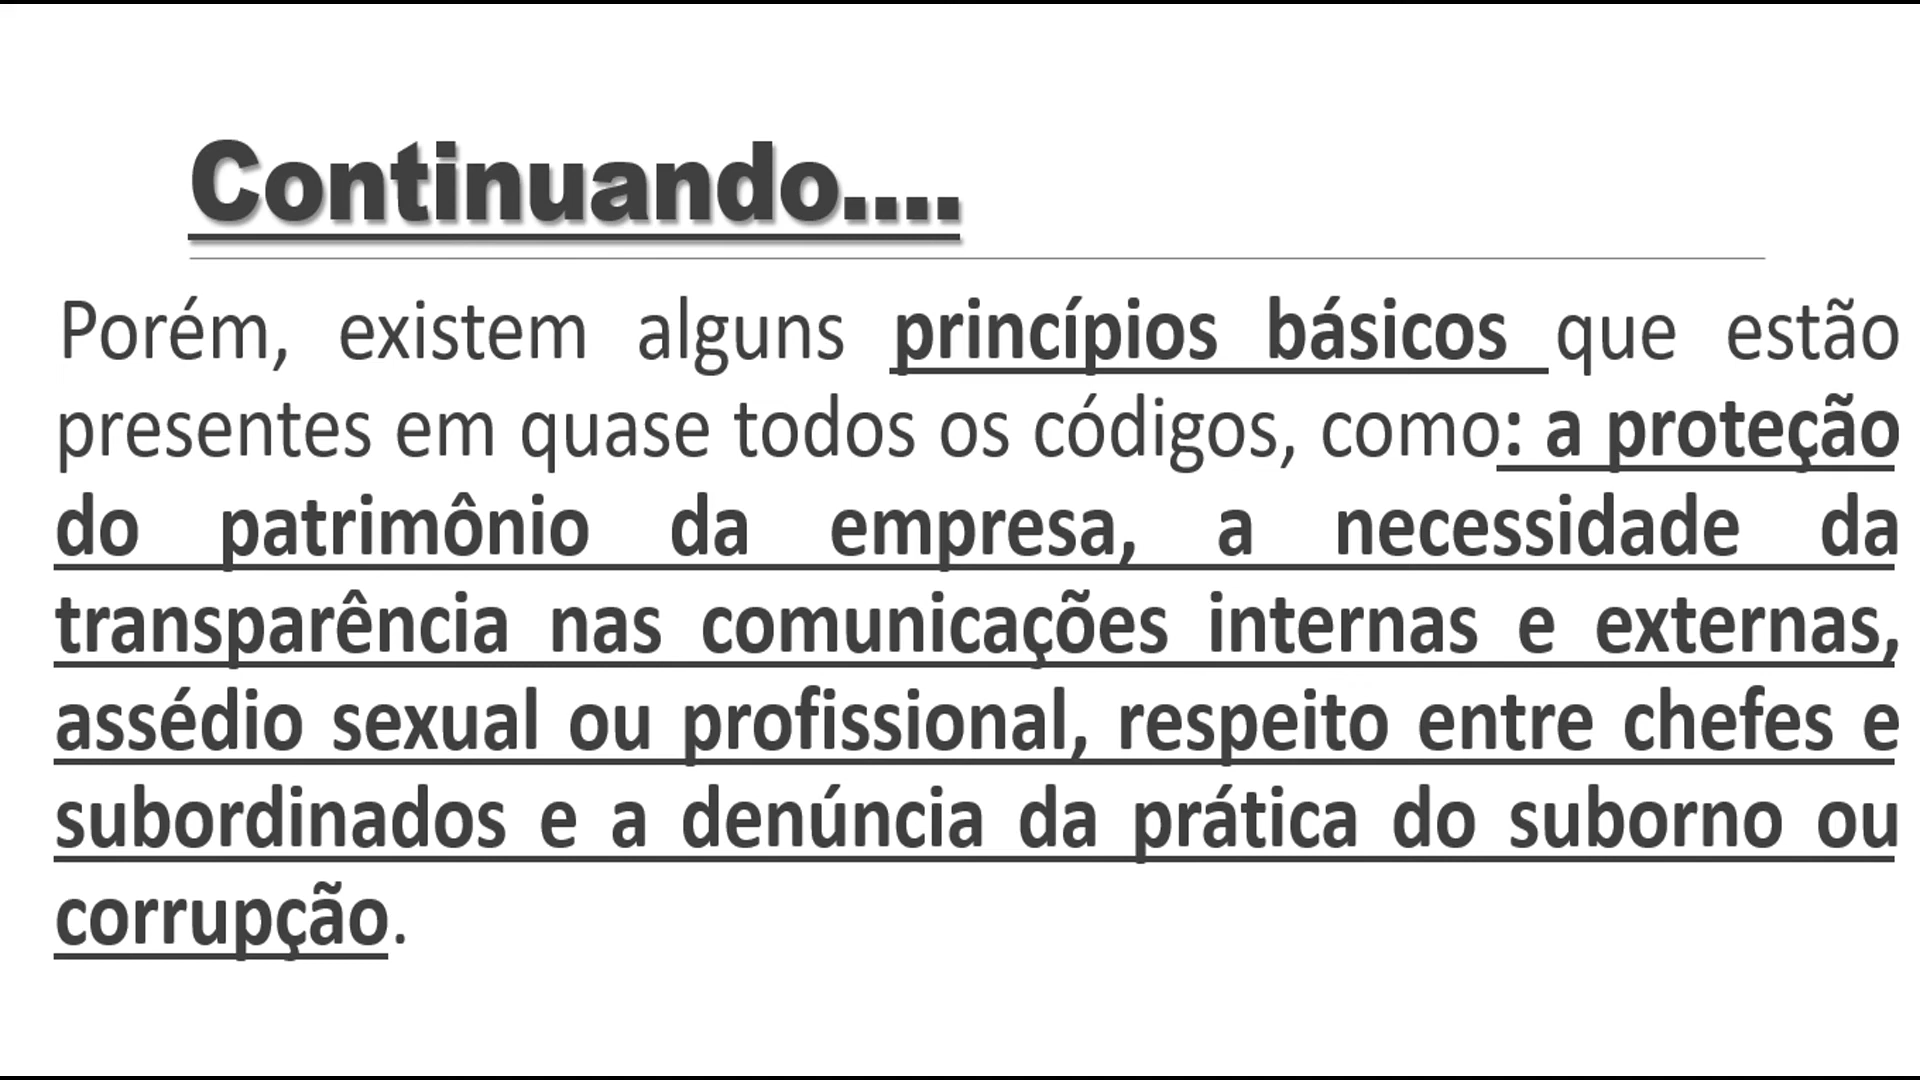 Continuando....
Porém, existem alguns princípios básicos que estão
presentes em quase todos os códigos, como: a proteção
do patrimônio da empresa, a necessidade da
transparência nas comunicações internas e externas,
assédio sexual ou profissional, respeito entre chefes e
subordinados e a denúncia da prática do suborno ou
corrupção.